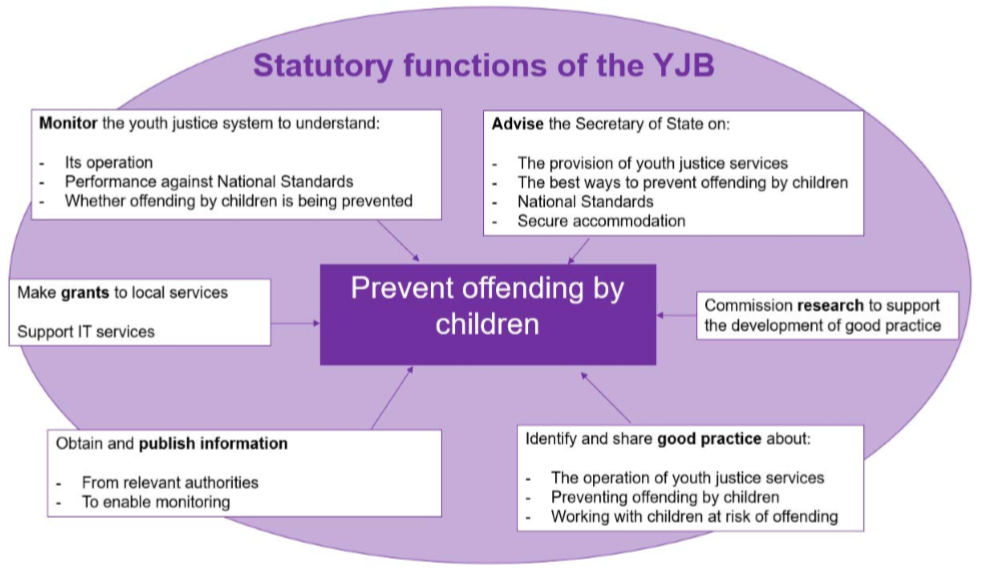 Statutory functions of the YJB
Monitor the youth justice system to understand:
- Its operation
- Performance against National Standards
- Whether offending by children is being prevented
Advise the Secretary of State on:
- The provision of youth justice services
- The best ways to prevent offending by children
- National Standards
- Secure accommodation
Make grants to local services
Support IT services
Prevent offending by
children
Commission research to support
the development of good practice
Obtain and publish information
- From relevant authorities
- To enable monitoring
Identify and share good practice about:
- The operation of youth justice services
- Preventing offending by children
- Working with children at risk of offending